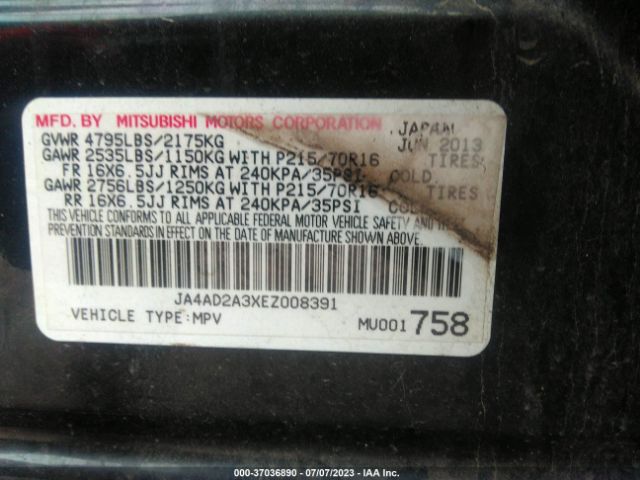 MFD. BY MITSUBISHI MOTORS CORPORATION JAPAN
GVWR 4795LBS/2175KG JUN 2013
GAWR 2535LBS/1150KG WITH P215/70R16 TIRES
FR 16X6.5JJ RIMS AT 240KPA/35PSI COLD.
GAWR 2756LBS/1250KG WITH P215/70R16 TIRES
RR 16X6.5JJ RIMS AT 240KPA/35PSI
THIS VEHICLE CONFORMS TO ALL APPLICABLE FEDERAL MOTOR VEHICLE SAFETY
PREVENTION STANDARDS IN EFFECT ON THE DATE OF MANUFACTURE SHOWN ABOVE.
JA4AD2A3XEZ008391
VEHICLE TYPE:MPV MU001 758
000-37036890 - 07/07/2023 - IAA Inc.